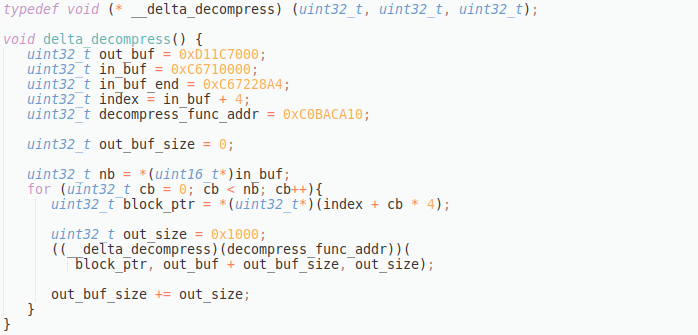 typedef void (* __delta_decompress) (uint32_t, uint32_t, uint32_t);
void delta_decompress() {
uint32_t out_buf = 0xD11C7000;
uint32_t in_buf = 0xC6710000;
uint32_t in_buf_end = 0xC67228A4;
uint32_t index = in_buf + 4;
uint32_t decompress_func_addr = 0xC0BACA10;
uint32_t out_buf_size = 0;
uint32_t nb = *(uint16_t*)in_buf;
for (uint32_t cb = 0; cb < nb; cb++){
uint32_t block_ptr = *(uint32_t*)(index + cb * 4);
uint32_t out_size = 0x1000;
((__delta_decompress)(decompress_func_addr))(
block_ptr, out_buf + out_buf_size, out_size);
out_buf_size += out_size;
}
}